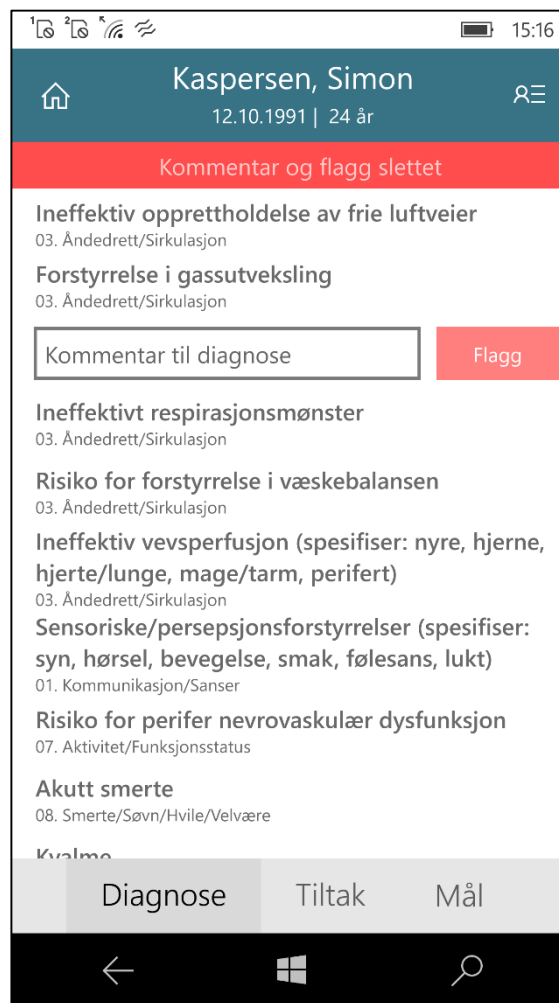 1 2 15:16
Kaspersen, Simon
12.10.1991 | 24 år
Kommentar og flagg slettet
Ineffektiv opprettholdelse av frie luftveier
03. Åndedrett/Sirkulasjon
Forstyrrelse i gassutveksling
03. Åndedrett/Sirkulasjon
Kommentar til diagnose Flagg
Ineffektivt respirasjonsmønster
03. Åndedrett/Sirkulasjon
Risiko for forstyrrelse i væskebalansen
03. Åndedrett/Sirkulasjon
Ineffektiv vevsperfusjon (spesifiser: nyre, hjerne,
hjerte/lunge, mage/tarm, perifert)
03. Åndedrett/Sirkulasjon
Sensoriske/persepsjonsforstyrrelser (spesifiser:
syn, hørsel, bevegelse, smak, følesans, lukt)
01. Kommunikasjon/Sanser
Risiko for perifer nevrovaskulær dysfunksjon
07. Aktivitet/Funksjonsstatus
Akutt smerte
08. Smerte/Søvn/Hvile/Velvære
Kvalme
Diagnose Tiltak Mål